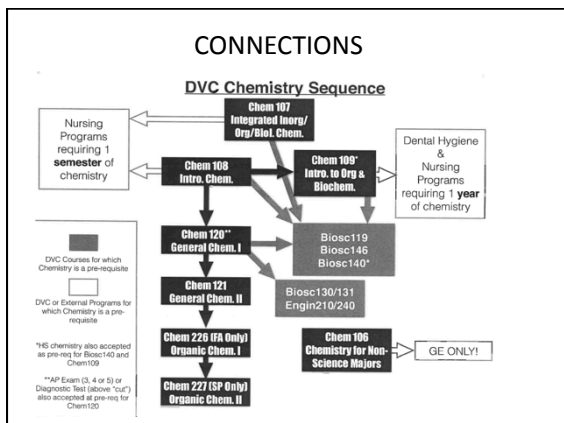 CONNECTIONS
DVC Chemistry Sequence
Chem 107
Integrated Inorg/
Org/Biol. Chem.
Nursing
Programs
requiring 1
semester of
chemistry
Chem 108
Intro. Chem.
Chem 109*
Intro. to Org &
Biochem.
Dental Hygiene
&
Nursing
Programs
requiring 1 year
of chemistry
Chem 120**
General Chem. I
Biosc119
Biosc146
Biosc140*
DVC Courses for which
Chemistry is a pre-requisite
Chem 121
General Chem. II
Biosc130/131
Engin210/240
DVC or External Programs for
which Chemistry is a pre-
requisite
Chem 226 (FA Only)
Organic Chem. I
Chem 106
Chemistry for Non-
Science Majors
GE ONLY!
*HS chemistry also accepted
as pre-req for Biosc140 and
Chem109
Chem 227 (SP Only)
Organic Chem. II
**AP Exam (3, 4 or 5) or
Diagnostic Test (above "cut")
also accepted at pre-req for
Chem120